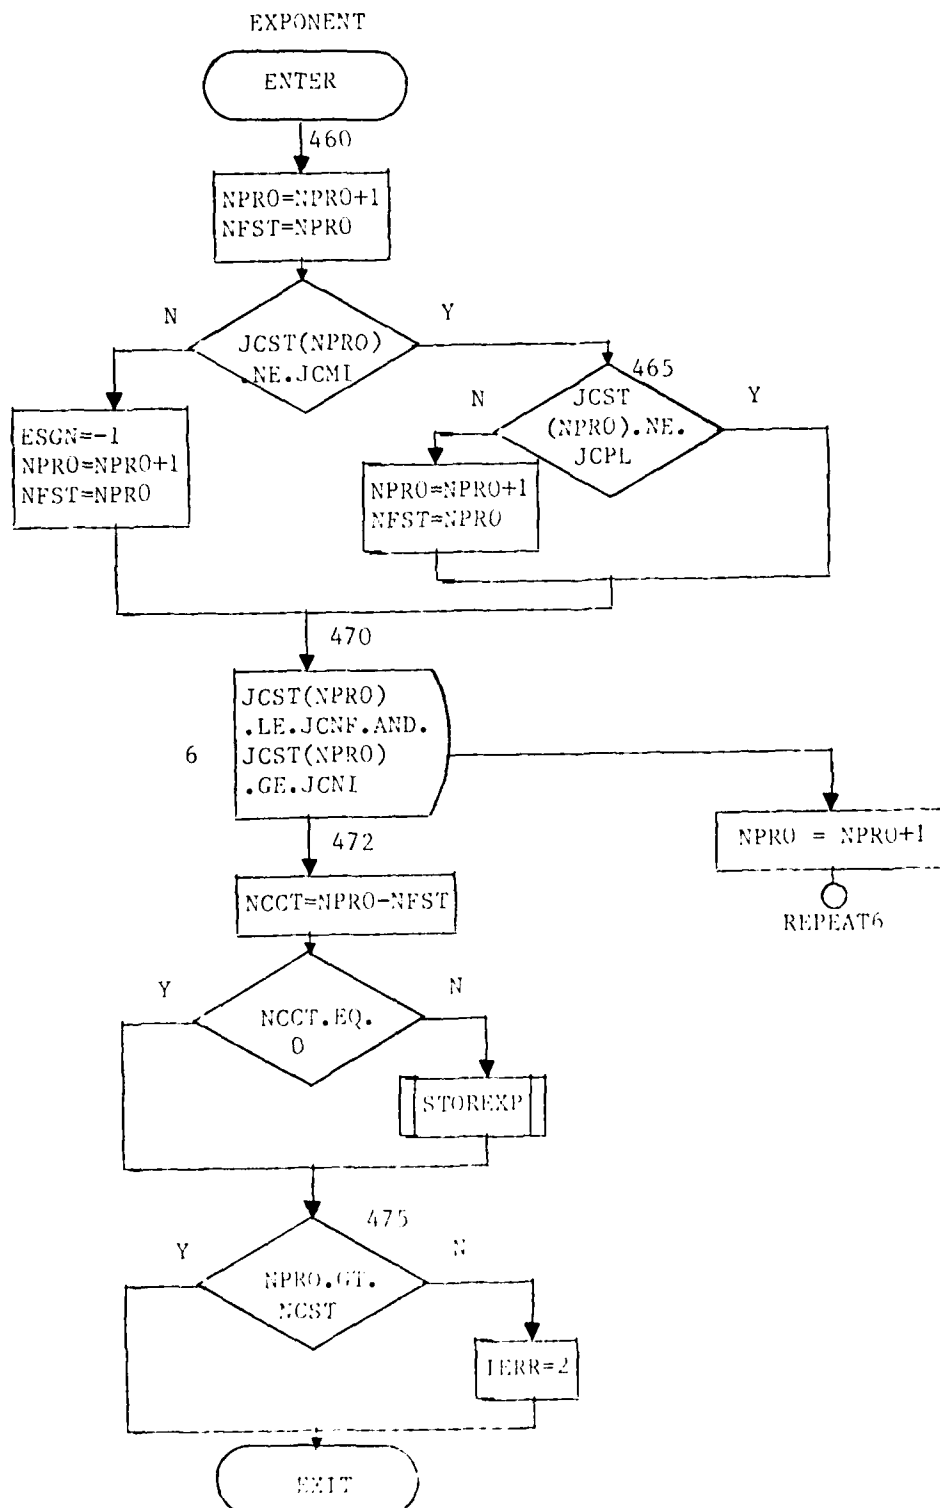 EXPONENT
ENTER
460
NPRO=NPRO+1
NFST=NPRO
N
Y
JCST(NPRO)
.NE.JCMI
465
N
Y
JCST
(NPRO).NE.
JCPL
ESGN=-1
NPRO=NPRO+1
NFST=NPRO
NPRO=NPRO+1
NFST=NPRO
470
6
JCST(NPRO)
.LE.JCNF.AND.
JCST(NPRO)
.GE.JCNI
NPRO = NPRO+1
REPEAT6
472
NCCT=NPRO-NFST
Y
N
NCCT.EQ.
0
STOREXP
475
Y
N
NPRO.GT.
NCST
IERR=2
EXIT